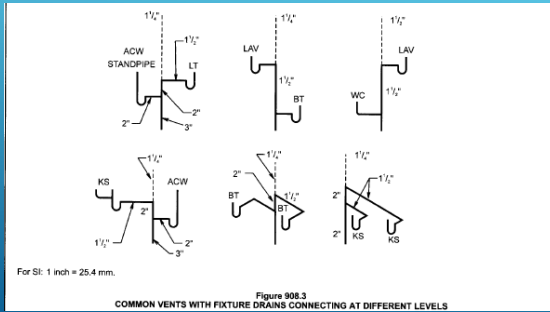 1¹/₄"
1¹/₂"
ACW
STANDPIPE
LT
2"
2"
3"
1¹/₄"
LAV
1¹/₂"
BT
1¹/₂"
LAV
WC
1¹/₂"
1¹/₄"
KS
ACW
2"
1¹/₂"
2"
3"
1¹/₄"
2"
BT
1¹/₂"
BT
1¹/₄"
1¹/₂"
2"
2"
KS
KS
For SI: 1 inch = 25.4 mm.
Figure 908.3
COMMON VENTS WITH FIXTURE DRAINS CONNECTING AT DIFFERENT LEVELS